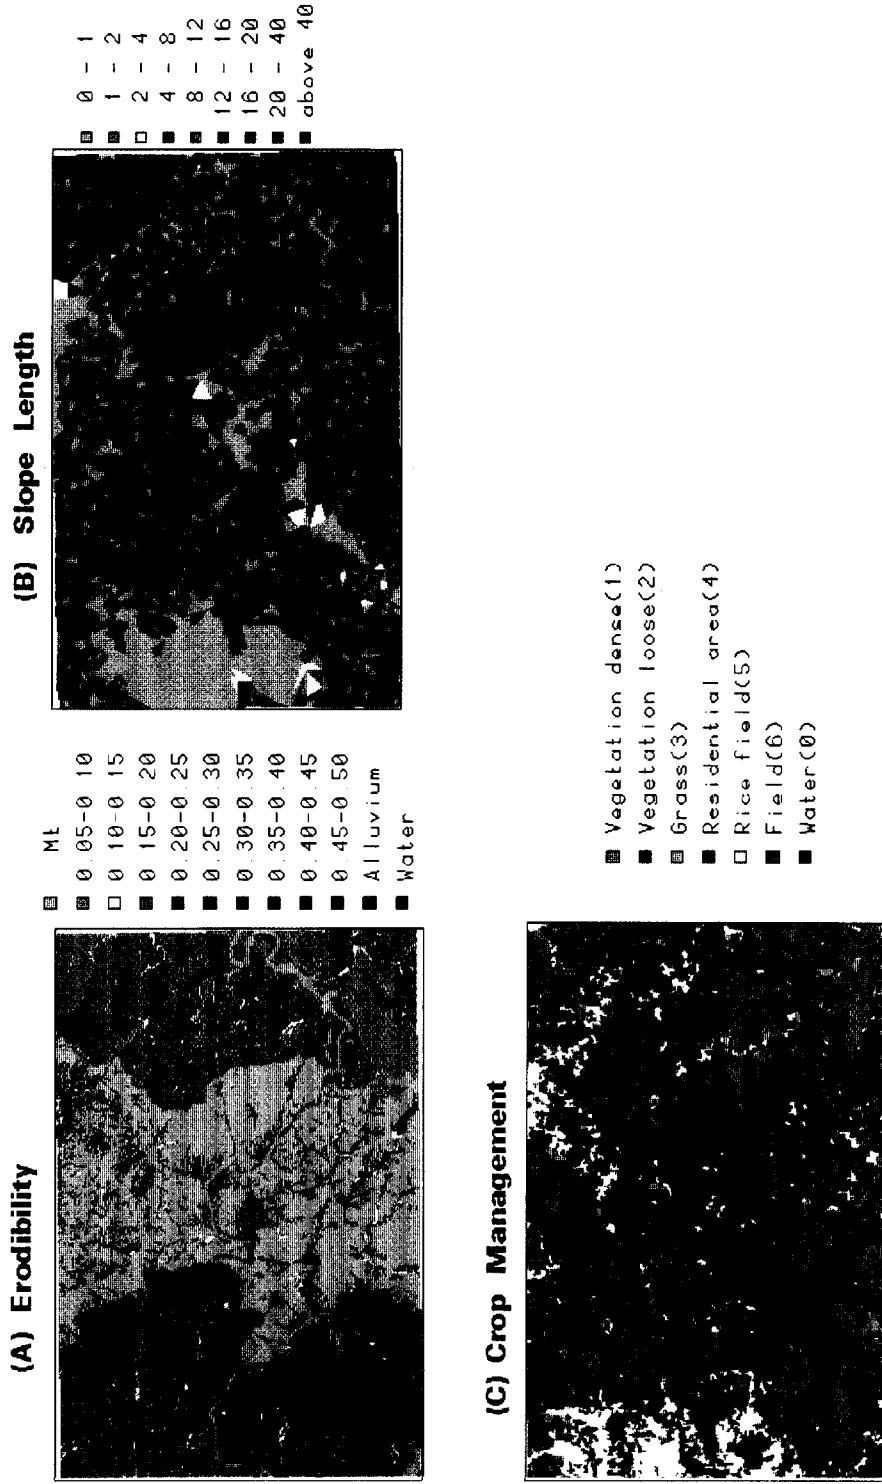 (A) Erodibility
Mt
0.05-0.10
0.10-0.15
0.15-0.20
0.20-0.25
0.25-0.30
0.30-0.35
0.35-0.40
0.40-0.45
0.45-0.50
Alluvium
Water
(B) Slope Length
0 - 1
1 - 2
2 - 4
4 - 8
8 - 12
12 - 16
16 - 20
20 - 40
above 40
(C) Crop Management
Vegetation dense(1)
Vegetation loose(2)
Grass(3)
Residential area(4)
Rice field(5)
Field(6)
Water(0)